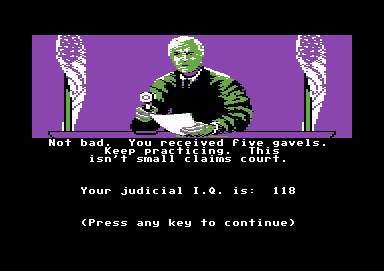 Not bad.  You received five gavels.
Keep practicing.  This
isn't small claims court.
Your judicial I.Q. is:  118
(Press any key to continue)